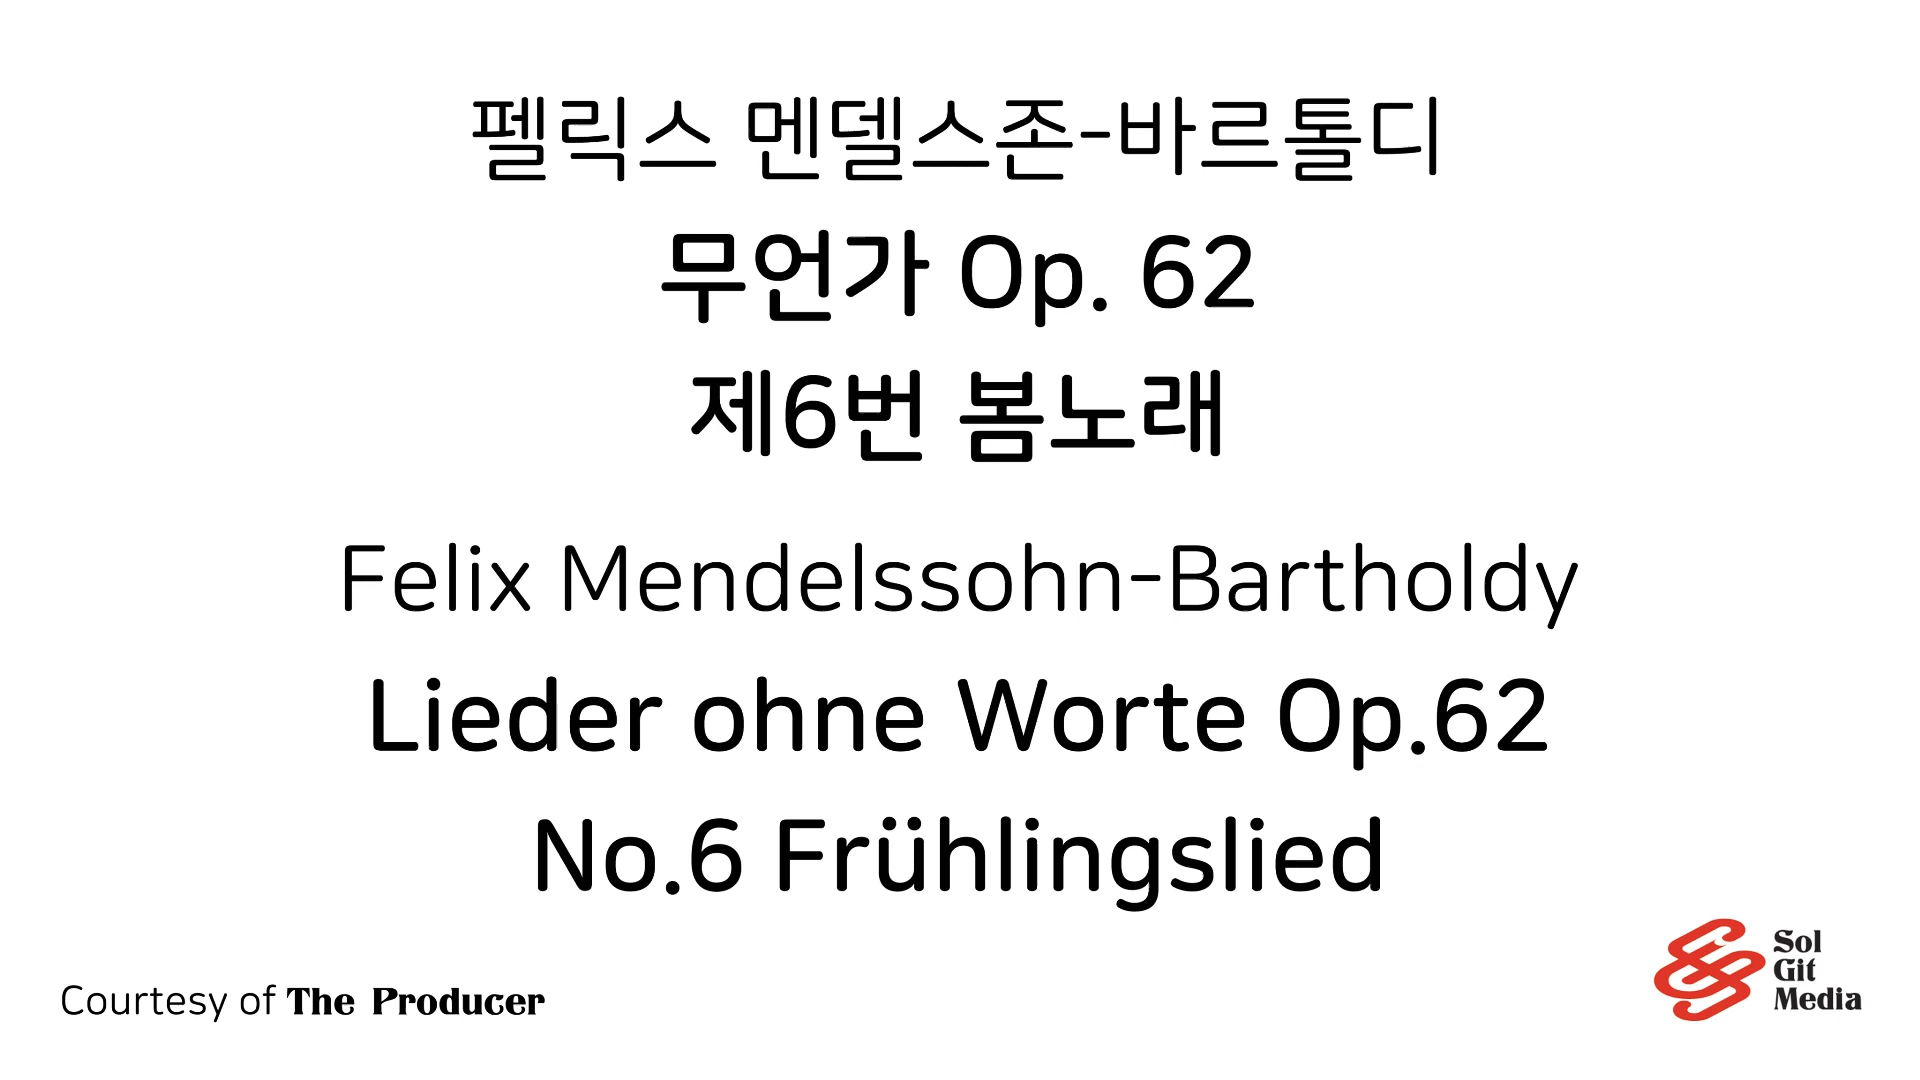 펠릭스 멘델스존-바르톨디
무언가 Op. 62
제6번 봄노래
Felix Mendelssohn-Bartholdy
Lieder ohne Worte Op.62
No.6 Frühlingslied
Courtesy of The Producer
Sol
Git
Media